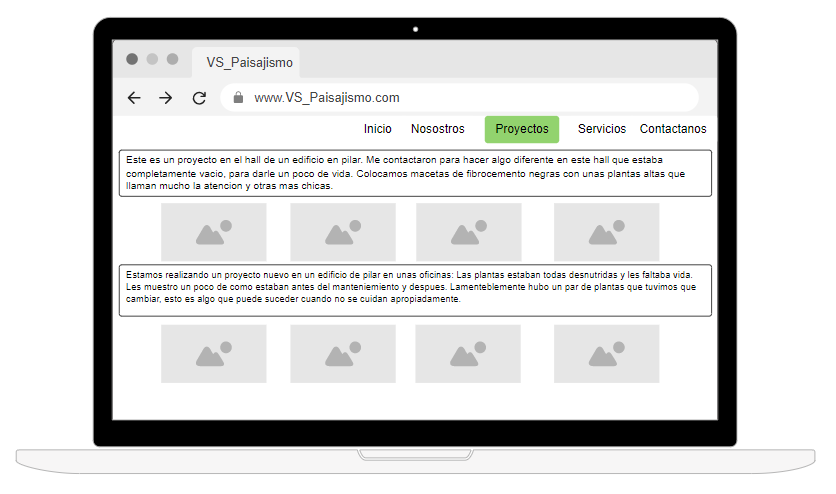 VS_Paisajismo
www.VS_Paisajismo.com
Inicio Nosostros Proyectos Servicios Contactanos
Este es un proyecto en el hall de un edificio en pilar. Me contactaron para hacer algo diferente en este hall que estaba
completamente vacio, para darle un poco de vida. Colocamos macetas de fibrocemento negras con unas plantas altas que
llaman mucho la atencion y otras mas chicas.
Estamos realizando un proyecto nuevo en un edificio de pilar en unas oficinas: Las plantas estaban todas desnutridas y les faltaba vida.
Les muestro un poco de como estaban antes del manteniemiento y despues. Lamenteblemente hubo un par de plantas que tuvimos que
cambiar, esto es algo que puede suceder cuando no se cuidan apropiadamente.